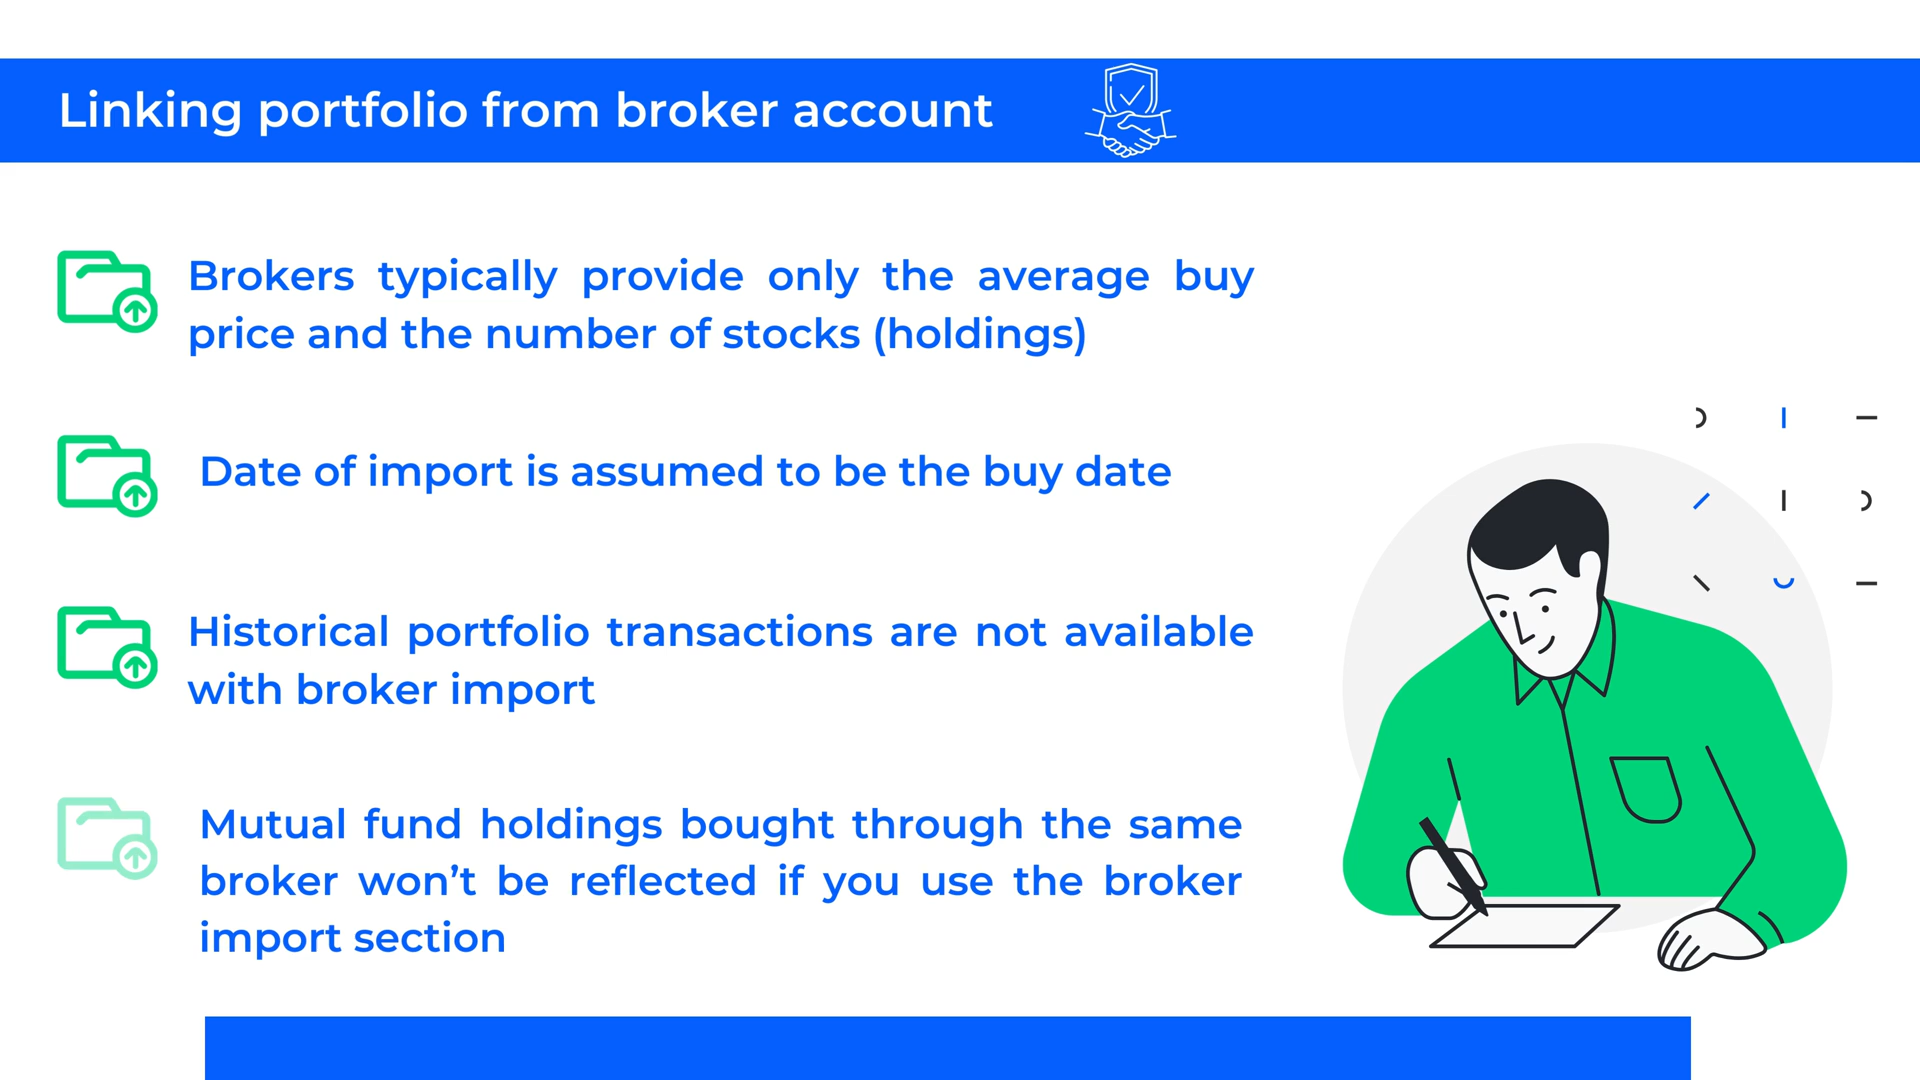 Linking portfolio from broker account
Brokers typically provide only the average buy
price and the number of stocks (holdings)
Date of import is assumed to be the buy date
Historical portfolio transactions are not available
with broker import
Mutual fund holdings bought through the same
broker won’t be reflected if you use the broker
import section